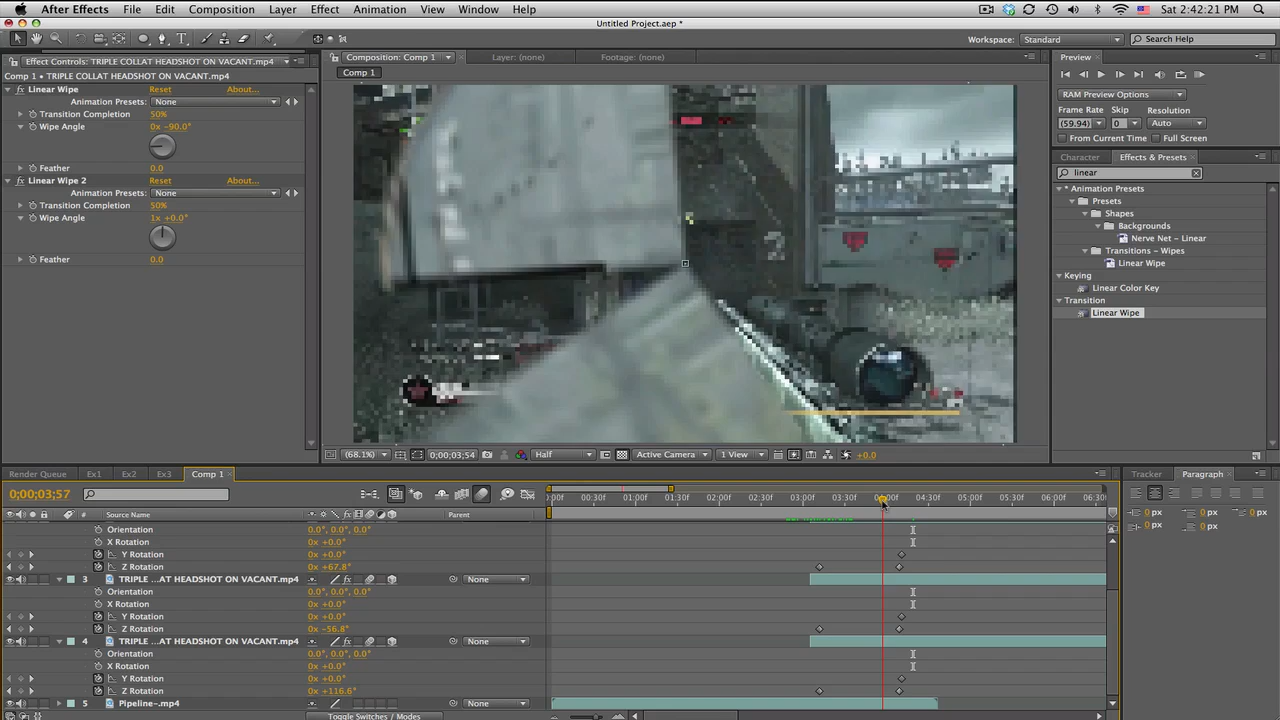 After Effects File Edit Composition Layer Effect Animation View Window Help Sat 2:42:21 PM
Untitled Project.aep *
Workspace: Standard Search Help
Effect Controls: TRIPLE COLLAT HEADSHOT ON VACANT.mp4
Composition: Comp 1 Layer: (none) Footage: (none) Preview
Comp 1 • TRIPLE COLLAT HEADSHOT ON VACANT.mp4
Comp 1
Linear Wipe Reset About...
Animation Presets: None
Transition Completion 50%
Wipe Angle 0x -90.0°
Feather 0.0
Linear Wipe 2 Reset About...
Animation Presets: None
Transition Completion 50%
Wipe Angle 1x +0.0°
Feather 0.0
2
RAM Preview Options
Frame Rate Skip Resolution
(59.94) 0 Auto
From Current Time Full Screen
Character Effects & Presets
linear
* Animation Presets
Presets
Shapes
Backgrounds
Nerve Net – Linear
Transitions – Wipes
Linear Wipe
Keying
Linear Color Key
Transition
Linear Wipe
(68.1%) 0;00;03;54 Half Active Camera 1 View +0.0
Render Queue Ex1 Ex2 Ex3 Comp 1
Tracker Paragraph
0;00;03;57
:00f 00:30f 01:00f 01:30f 02:00f 02:30f 03:00f 03:30f 04:00f 04:30f 05:00f 05:30f 06:00f 06:30f
# Source Name Parent
Orientation 0.0°, 0.0°, 0.0°
X Rotation 0x +0.0°
Y Rotation 0x +0.0°
Z Rotation 0x +67.8°
3 TRIPLE ...AT HEADSHOT ON VACANT.mp4 None
Orientation 0.0°, 0.0°, 0.0°
X Rotation 0x +0.0°
Y Rotation 0x +0.0°
Z Rotation 0x -56.8°
4 TRIPLE ...AT HEADSHOT ON VACANT.mp4 None
Orientation 0.0°, 0.0°, 0.0°
X Rotation 0x +0.0°
Y Rotation 0x +0.0°
Z Rotation 0x +116.6°
5 Pipeline-.mp4 None
Toggle Switches / Modes
0 px 0 px 0 px
0 px 0 px